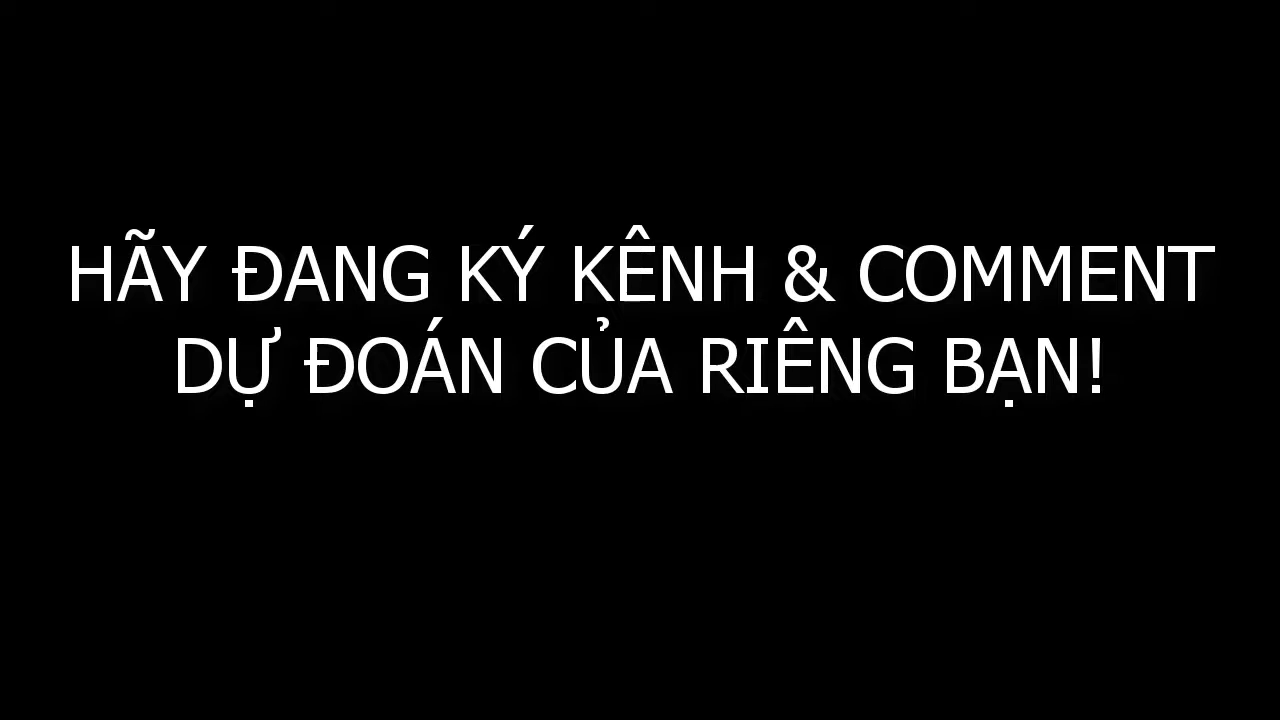 HÃY ĐANG KÝ KÊNH & COMMENT
DỰ ĐOÁN CỦA RIÊNG BẠN!